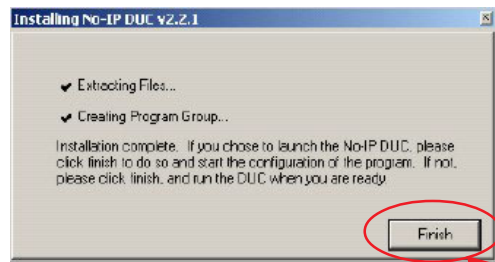 Installing No-IP DUC v2.2.1
Extracting Files...
Creating Program Group...
Installation complete. If you chose to launch the No-IP DUC, please
click finish to do so and start the configuration of the program. If not,
please click finish, and run the DUC when you are ready.
Finish